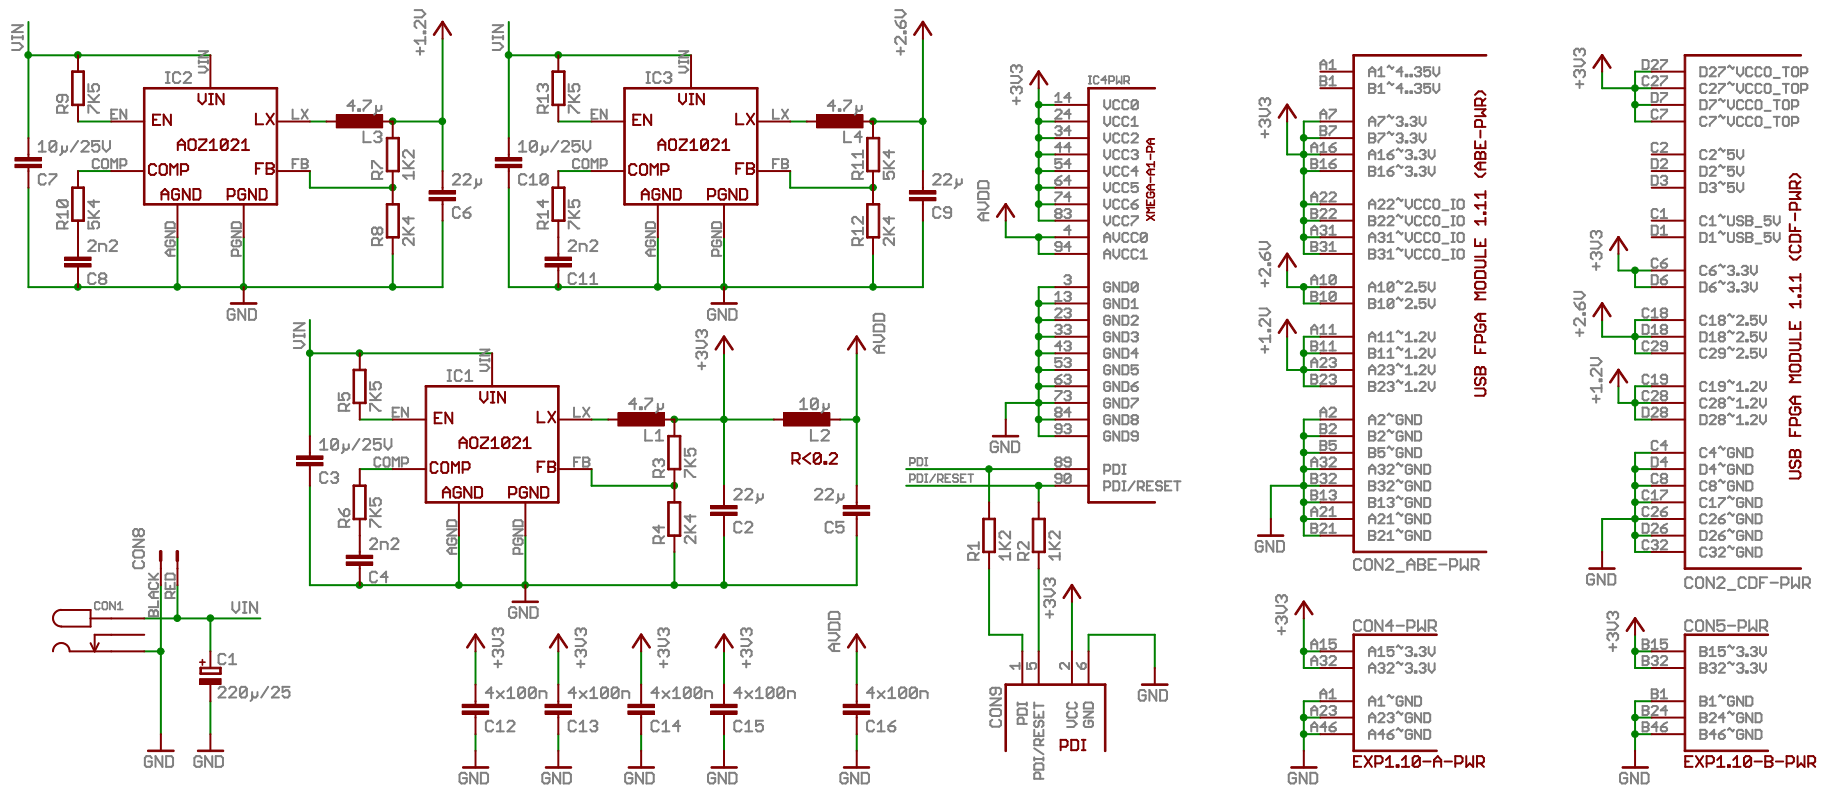 VIN
+1.2V
VIN
IC2
R9
7K5
VIN
EN
EN
LX
LX
4.7µ
L3
AOZ1021
10µ/25V
C7
COMP
COMP
FB
FB
R7
1K2
AGND
PGND
22µ
C6
R10
5K4
R8
2K4
AGND
PGND
2n2
C8
GND
VIN
+2.6V
VIN
IC3
R13
7K5
VIN
EN
EN
LX
LX
4.7µ
L4
AOZ1021
10µ/25V
C10
COMP
COMP
FB
FB
R11
5K4
AGND
PGND
22µ
C9
R14
7K5
R12
2K4
AGND
PGND
2n2
C11
GND
VIN
+3V3
AVDD
VIN
IC1
R5
7K5
VIN
EN
EN
LX
LX
4.7µ
L1
10µ
L2
R<0.2
AOZ1021
10µ/25V
C3
COMP
COMP
FB
FB
R3
7K5
AGND
PGND
22µ
C2
22µ
C5
R6
7K5
R4
2K4
AGND
PGND
2n2
C4
GND
CON8
BLACK
RED
CON1
VIN
C1
220µ/25
GND
GND
+3V3
4x100n
C12
GND
+3V3
4x100n
C13
GND
+3V3
4x100n
C14
GND
+3V3
4x100n
C15
GND
AVDD
4x100n
C16
GND
+3V3
IC4PWR
XMEGA-A1-PA
14 VCC0
24 VCC1
34 VCC2
44 VCC3
54 VCC4
64 VCC5
74 VCC6
83 VCC7
AVDD
4 AVCC0
94 AVCC1
3 GND0
13 GND1
23 GND2
33 GND3
43 GND4
53 GND5
63 GND6
73 GND7
84 GND8
93 GND9
GND
PDI
89 PDI
PDI/RESET
90 PDI/RESET
R1
1K2
R2
1K2
+3V3
1
5
2
6
CON9
PDI
PDI/RESET
VCC
GND
PDI
GND
A1 A1~4..35V
B1 B1~4..35V
+3V3
A7 A7~3.3V
B7 B7~3.3V
A16 A16~3.3V
B16 B16~3.3V
A22 A22~VCCO_IO
B22 B22~VCCO_IO
A31 A31~VCCO_IO
B31 B31~VCCO_IO
+2.6V
A10 A10~2.5V
B10 B10~2.5V
+1.2V
A11 A11~1.2V
B11 B11~1.2V
A23 A23~1.2V
B23 B23~1.2V
A2 A2~GND
B2 B2~GND
B5 B5~GND
A32 A32~GND
B32 B32~GND
B13 B13~GND
A21 A21~GND
B21 B21~GND
GND
USB FPGA MODULE 1.11 (ABE-PWR)
CON2_ABE-PWR
+3V3
CON4-PWR
A15 A15~3.3V
A32 A32~3.3V
A1 A1~GND
A23 A23~GND
A46 A46~GND
GND
EXP1.10-A-PWR
+3V3
D27 D27~VCCO_TOP
C27 C27~VCCO_TOP
D7 D7~VCCO_TOP
C7 C7~VCCO_TOP
C2 C2~5V
D2 D2~5V
D3 D3~5V
C1 C1~USB_5V
D1 D1~USB_5V
+3V3
C6 C6~3.3V
D6 D6~3.3V
+2.6V
C18 C18~2.5V
D18 D18~2.5V
C29 C29~2.5V
+1.2V
C19 C19~1.2V
C28 C28~1.2V
D28 D28~1.2V
C4 C4~GND
D4 D4~GND
C8 C8~GND
C17 C17~GND
C26 C26~GND
D26 D26~GND
C32 C32~GND
GND
USB FPGA MODULE 1.11 (CDF-PWR)
CON2_CDF-PWR
+3V3
CON5-PWR
B15 B15~3.3V
B32 B32~3.3V
B1 B1~GND
B24 B24~GND
B46 B46~GND
GND
EXP1.10-B-PWR